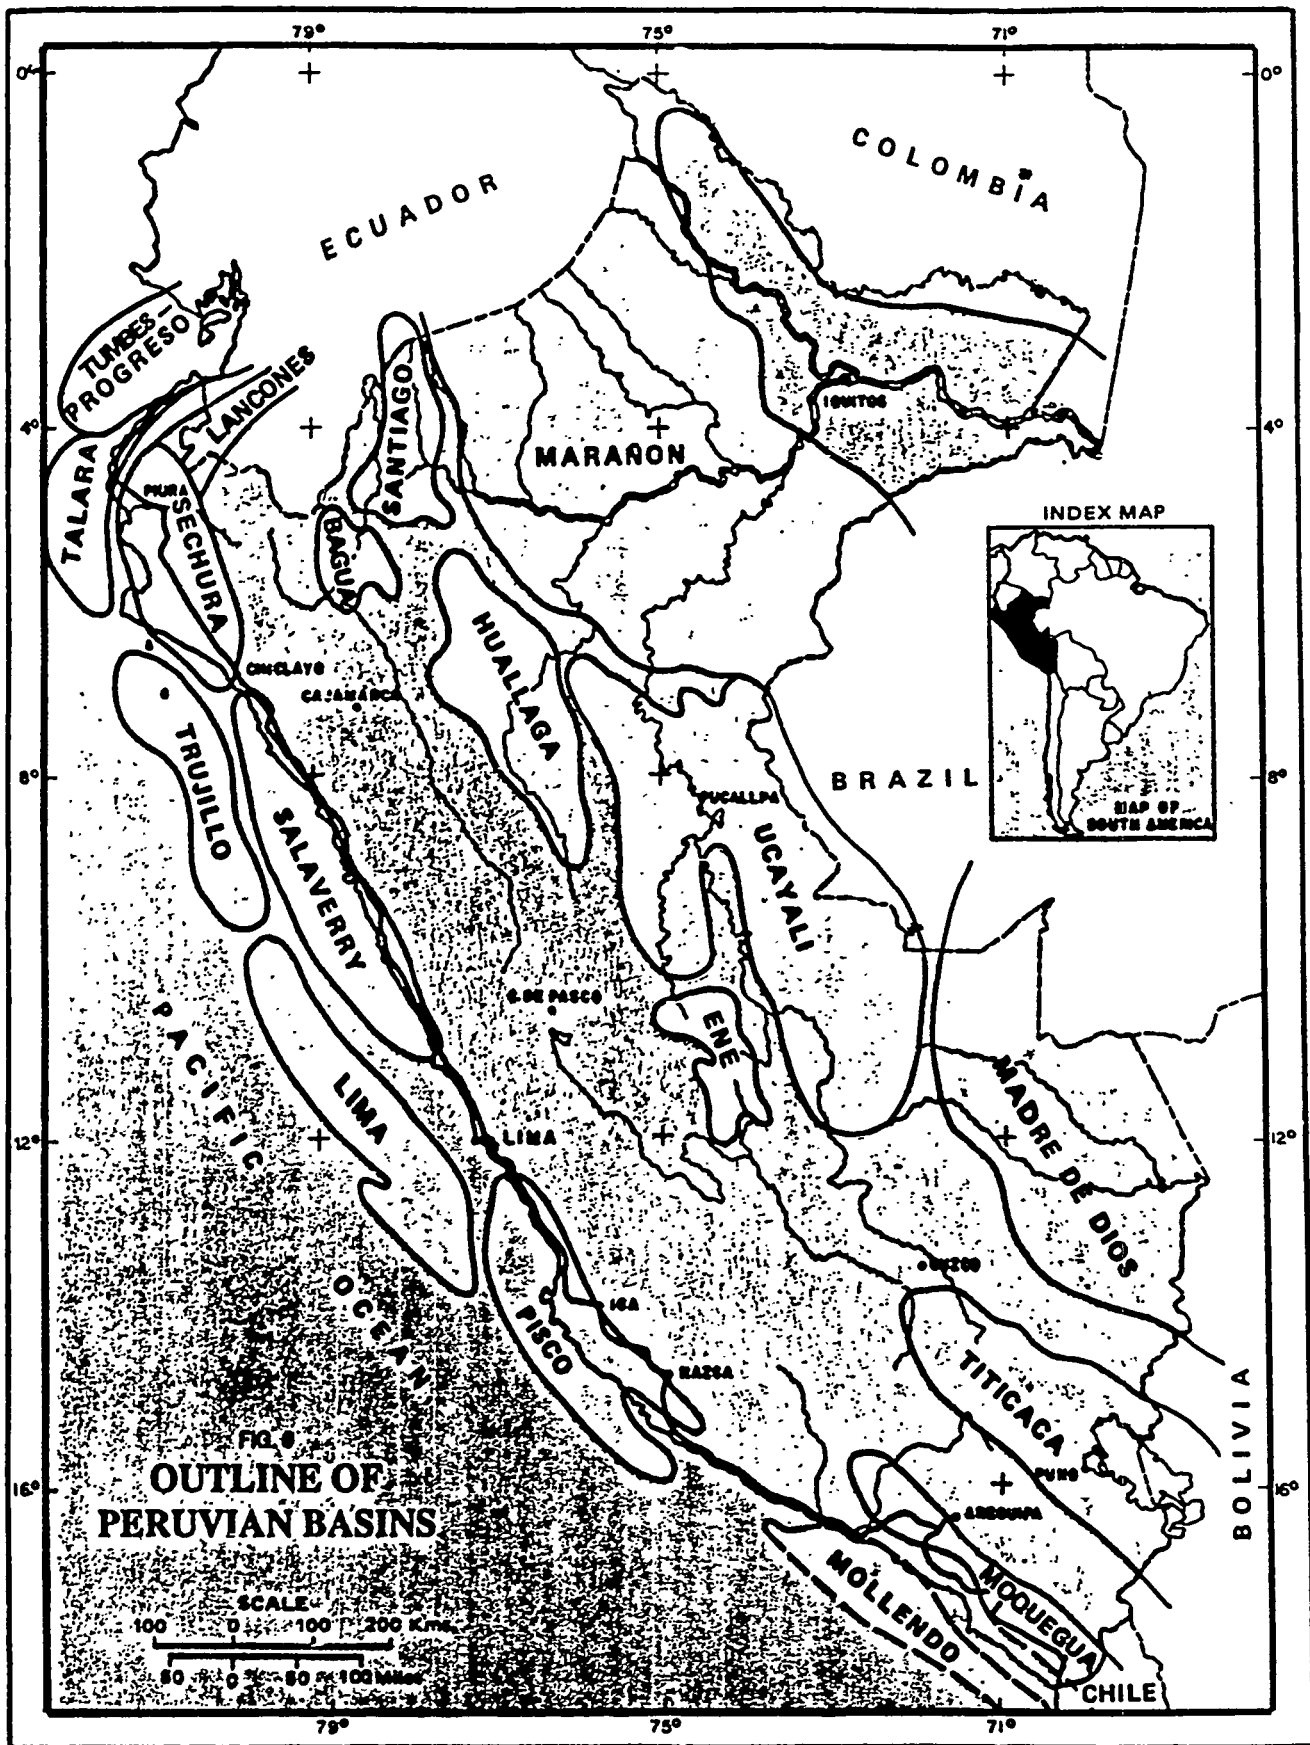 79° 75° 71°
0° 0°
COLOMBIA
ECUADOR
TUMBES-
PROGRESO
LANCONES
IQUITOS
4° 4°
SANTIAGO
MARAÑON
TALARA
PIURA
SECHURA
BAGUA
INDEX MAP
HUALLAGA
CHICLAYO
CAJAMARCA
TRUJILLO
8° 8°
BRAZIL
PUCALLPA
MAP OF
SOUTH AMERICA
SALAVERRY
UCAYALI
C. DE PASCO
ENE
PACIFIC
OCEAN
LIMA
MADRE DE DIOS
12° LIMA 12°
CUZCO
ICA
PISCO
NAZCA
TITICACA
BOLIVIA
FIG.
OUTLINE OF
PERUVIAN BASINS
16° PUNO 16°
AREQUIPA
MOLLENDO
MOQUEGUA
SCALE
100 0 100 200 Kms.
50 0 50 100 Miles
CHILE
79° 75° 71°